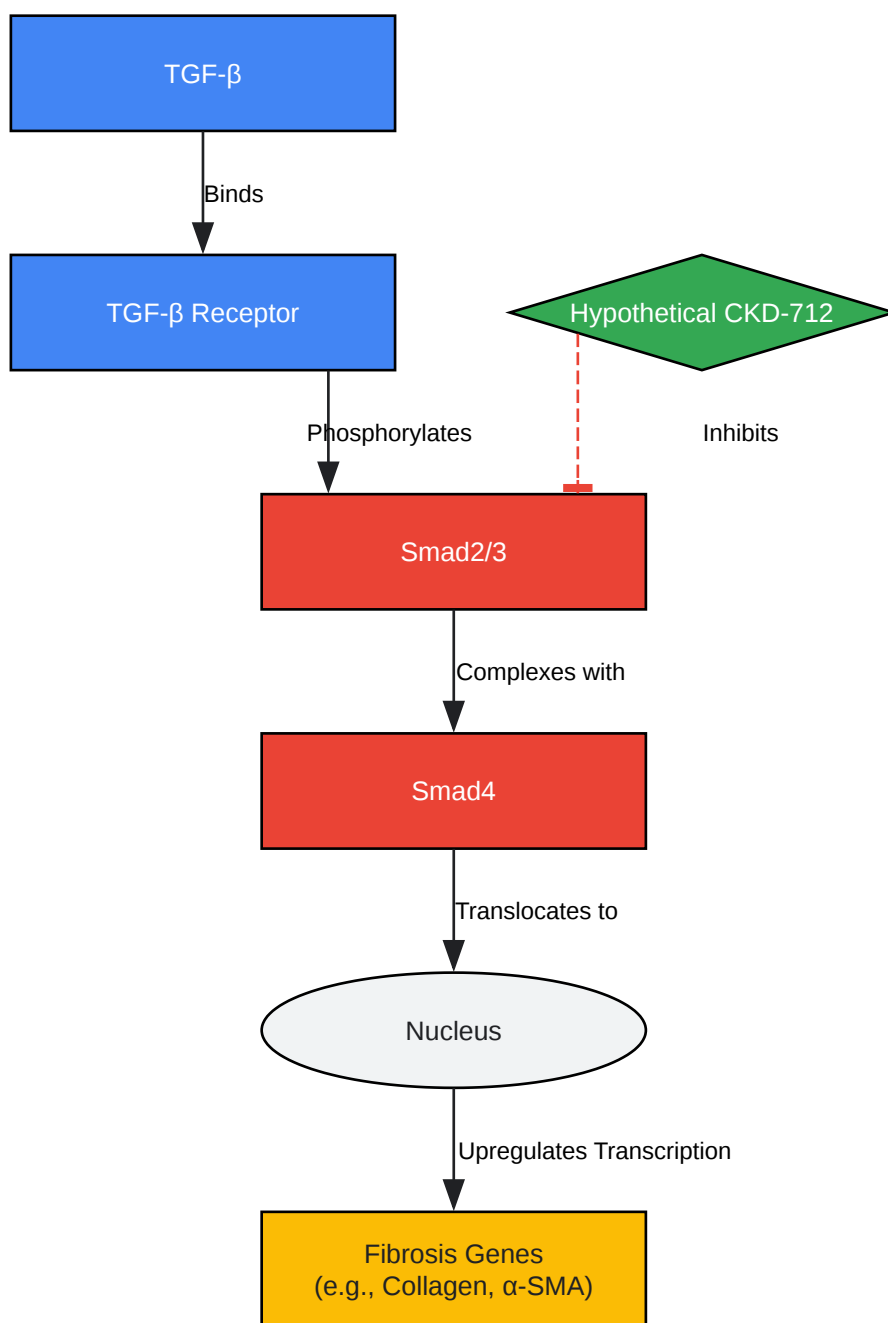 TGF-β
Binds
TGF-β Receptor
Hypothetical CKD-712
Phosphorylates
Inhibits
Smad2/3
Complexes with
Smad4
Translocates to
Nucleus
Upregulates Transcription
Fibrosis Genes
(e.g., Collagen, α-SMA)